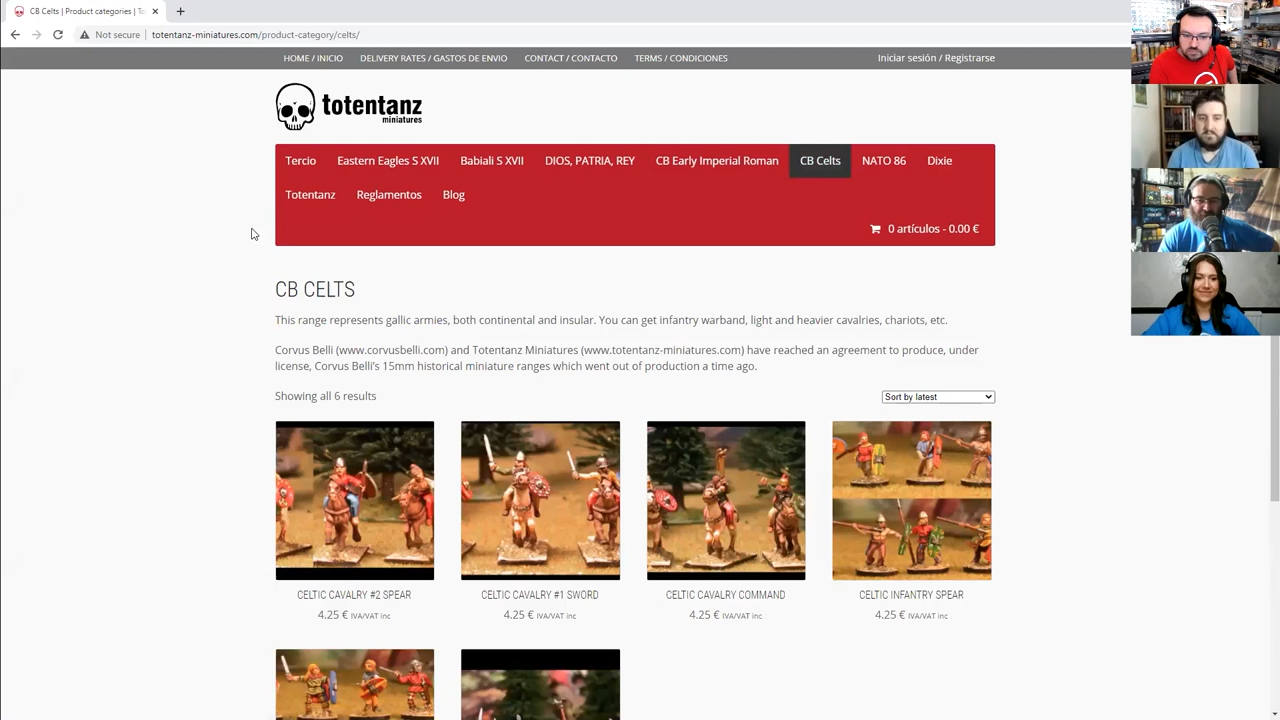 CB Celts | Product categories | To
Not secure | totentanz-miniatures.com/product-category/celts/
HOME / INICIO DELIVERY RATES / GASTOS DE ENVIO CONTACT / CONTACTO TERMS / CONDICIONES Iniciar sesión / Registrarse
totentanz
miniatures
Tercio Eastern Eagles S XVII Babiali S XVII DIOS, PATRIA, REY CB Early Imperial Roman CB Celts NATO 86 Dixie
Totentanz Reglamentos Blog
0 artículos - 0.00 €
CB CELTS
This range represents gallic armies, both continental and insular. You can get infantry warband, light and heavier cavalries, chariots, etc.
Corvus Belli (www.corvusbelli.com) and Totentanz Miniatures (www.totentanz-miniatures.com) have reached an agreement to produce, under
license, Corvus Belli's 15mm historical miniature ranges which went out of production a time ago.
Showing all 6 results
Sort by latest
CELTIC CAVALRY #2 SPEAR CELTIC CAVALRY #1 SWORD CELTIC CAVALRY COMMAND CELTIC INFANTRY SPEAR
4.25 € IVA/VAT inc 4.25 € IVA/VAT inc 4.25 € IVA/VAT inc 4.25 € IVA/VAT inc